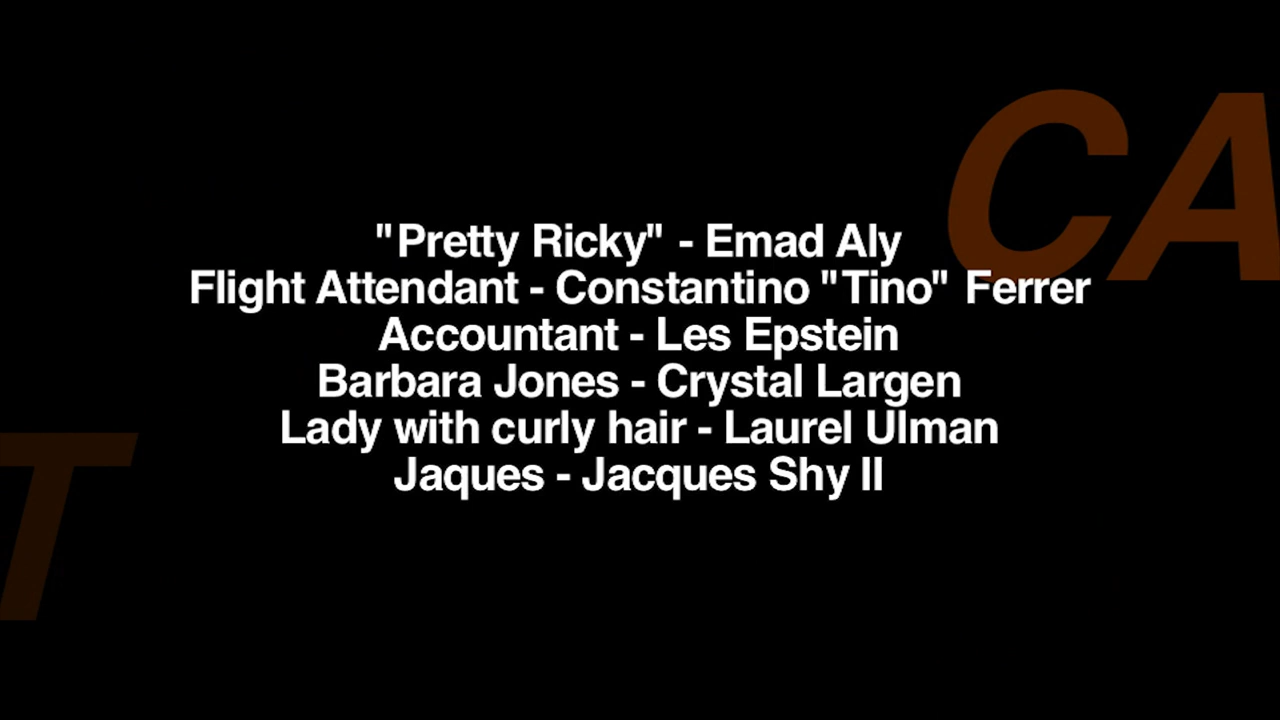 CA
"Pretty Ricky" - Emad Aly
Flight Attendant - Constantino "Tino" Ferrer
Accountant - Les Epstein
Barbara Jones - Crystal Largen
Lady with curly hair - Laurel Ulman
Jaques - Jacques Shy II
T